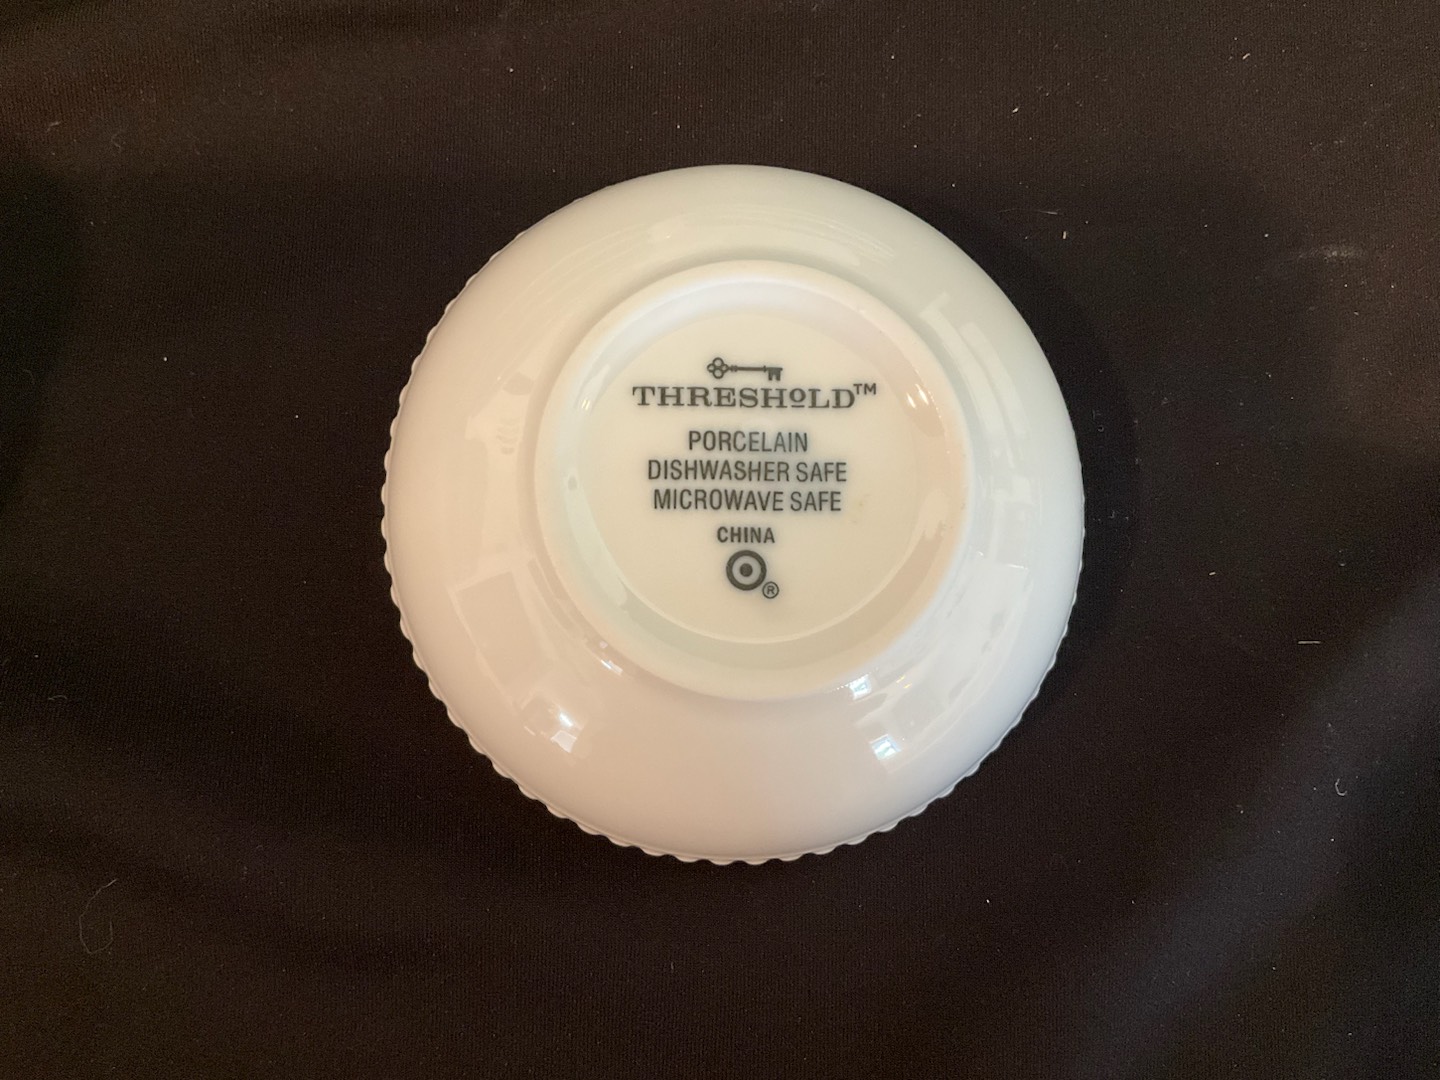 THRESHOLD™
PORCELAIN
DISHWASHER SAFE
MICROWAVE SAFE
CHINA
®